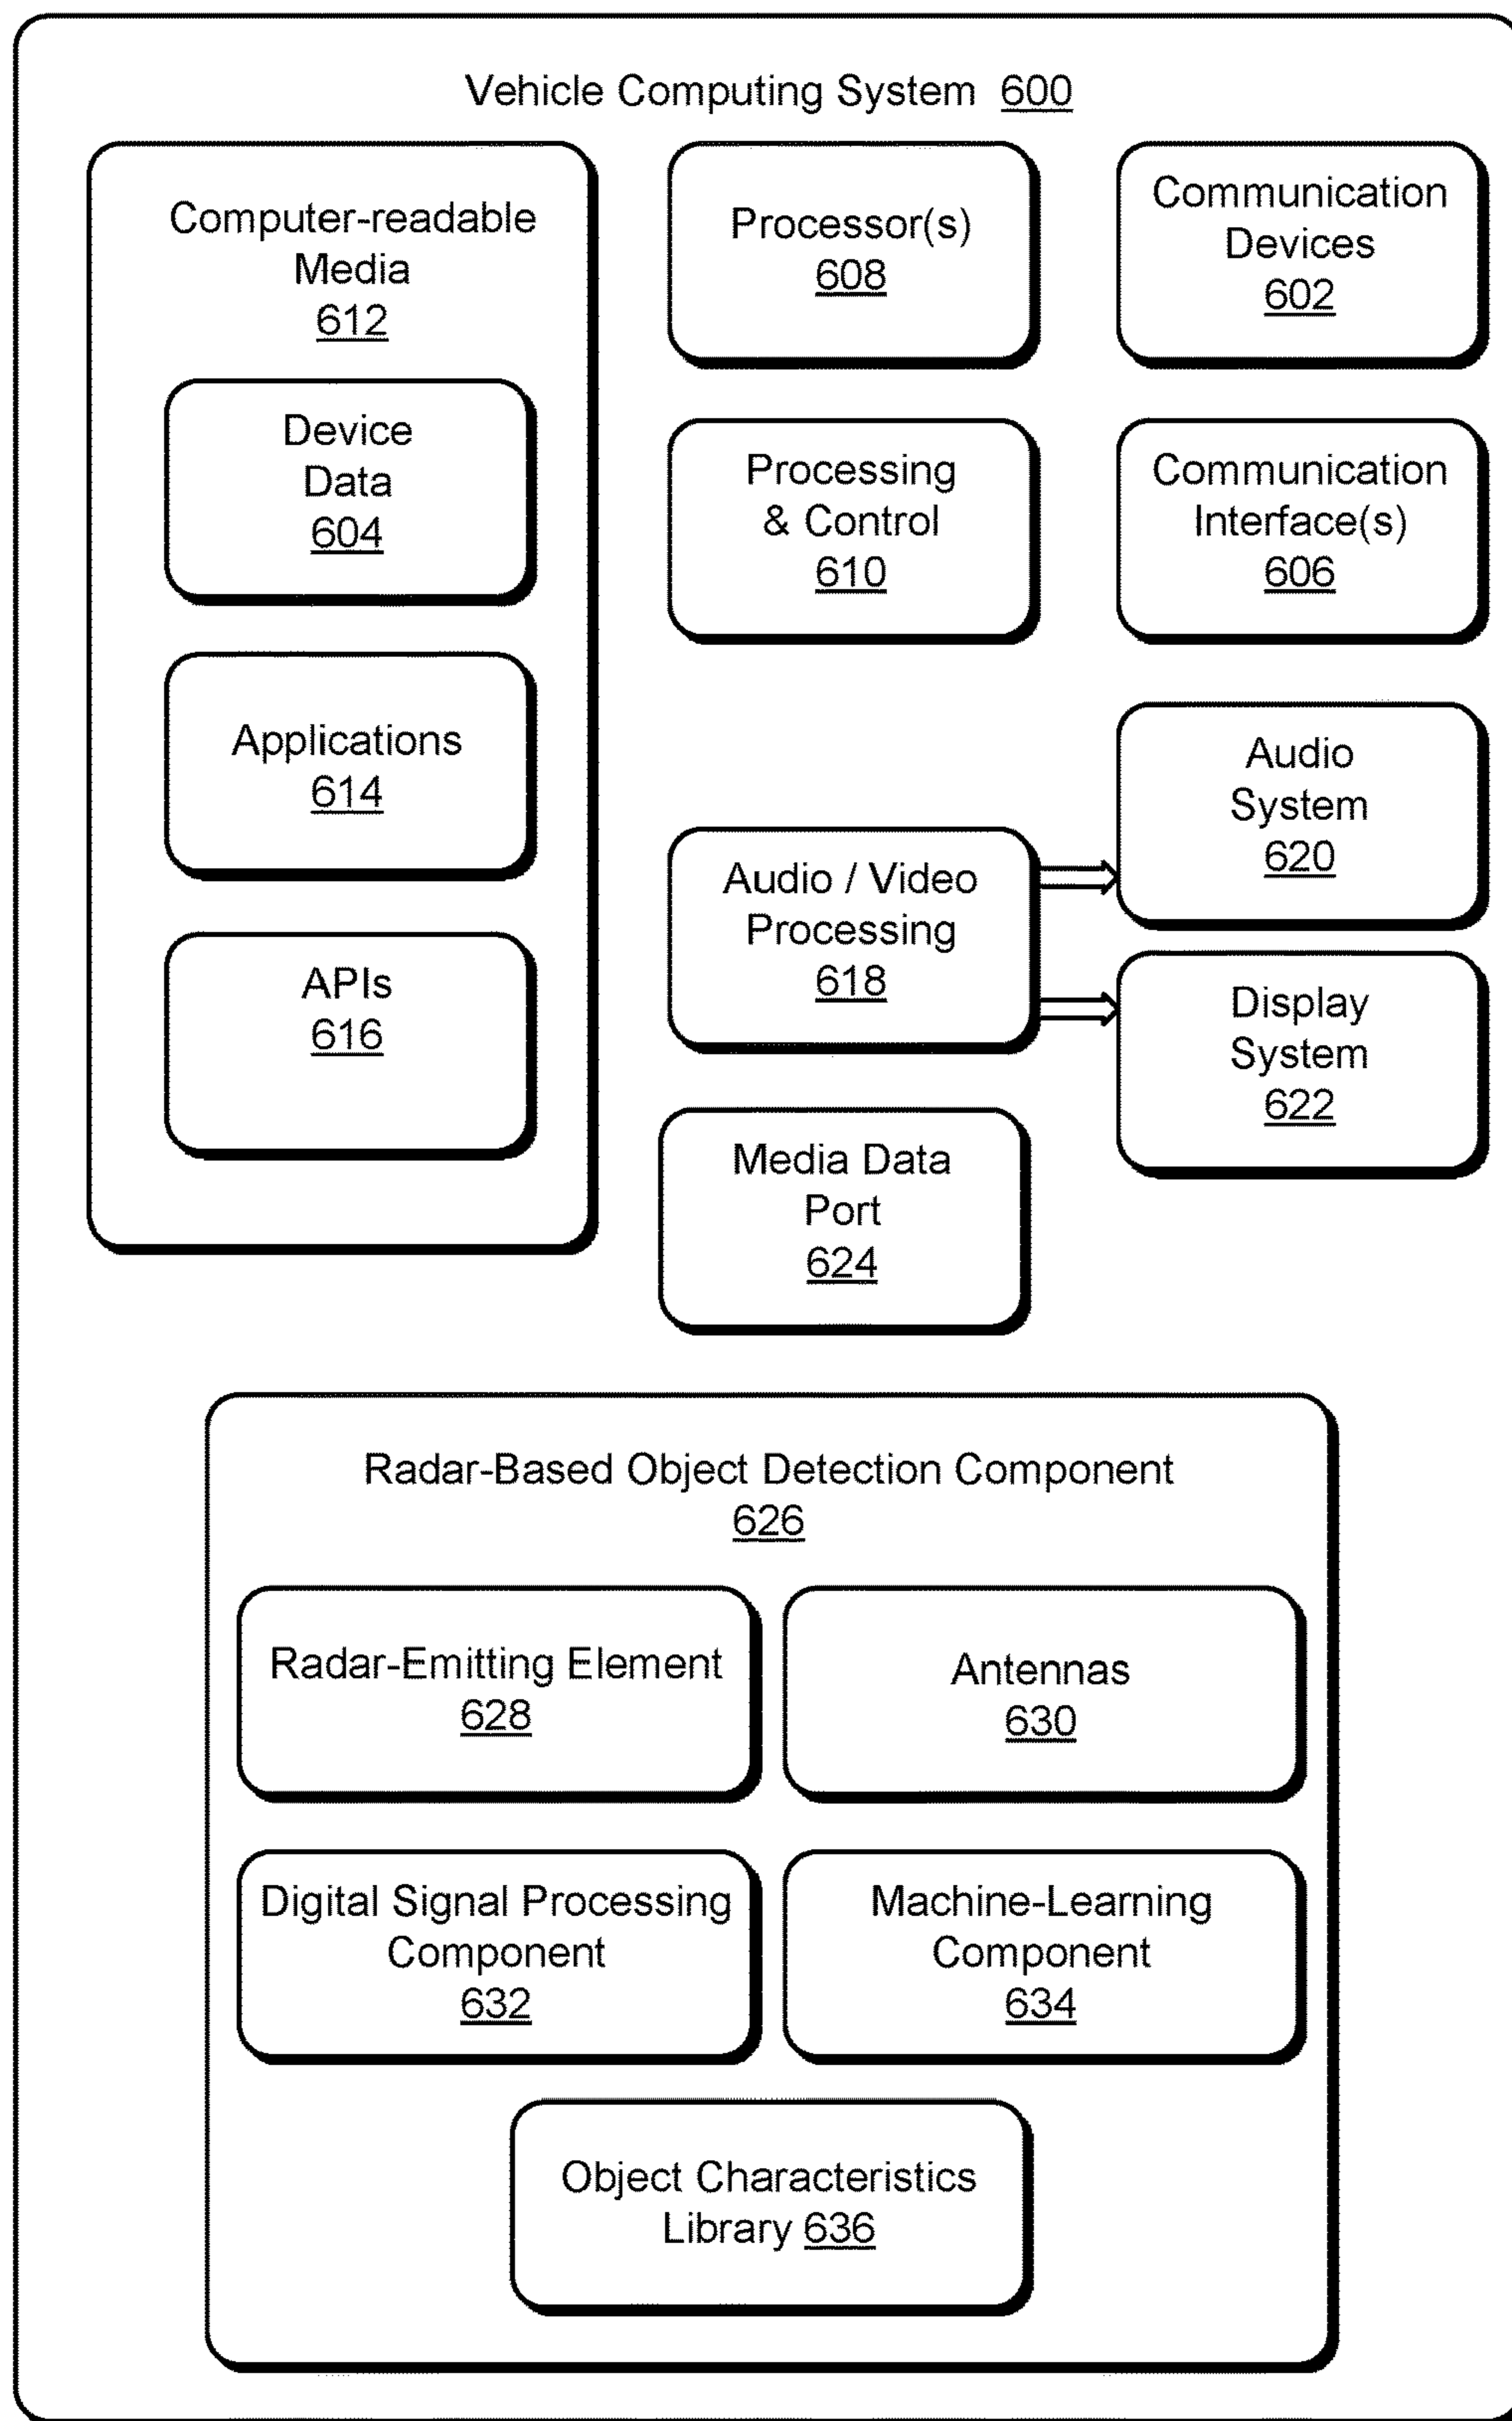 Vehicle Computing System 600
Computer-readable
Media
612
Device
Data
604
Applications
614
APIs
616
Processor(s)
608
Communication
Devices
602
Processing
& Control
610
Communication
Interface(s)
606
Audio / Video
Processing
618
Audio
System
620
Display
System
622
Media Data
Port
624
Radar-Based Object Detection Component
626
Radar-Emitting Element
628
Antennas
630
Digital Signal Processing
Component
632
Machine-Learning
Component
634
Object Characteristics
Library 636